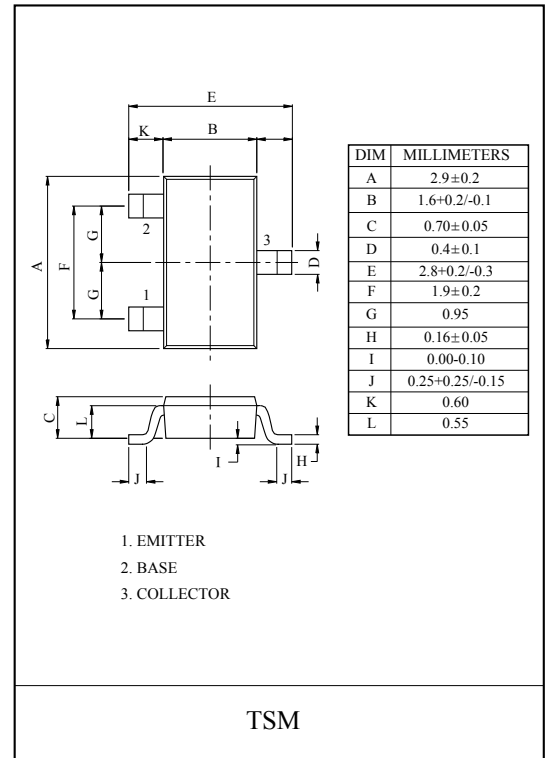 E
K B
2
3
G
A
F
D
G
1
C
L
J
I
H
J
DIM MILLIMETERS
A 2.9±0.2
B 1.6+0.2/-0.1
C 0.70±0.05
D 0.4±0.1
E 2.8+0.2/-0.3
F 1.9±0.2
G 0.95
H 0.16±0.05
I 0.00-0.10
J 0.25+0.25/-0.15
K 0.60
L 0.55
1. EMITTER
2. BASE
3. COLLECTOR
TSM